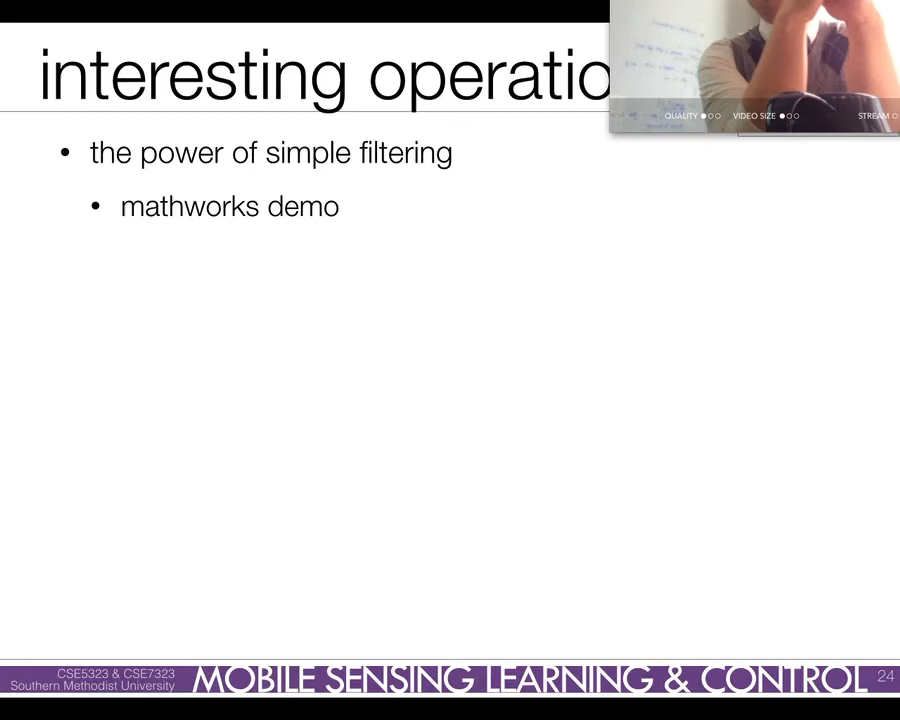 interesting operatio
QUALITY VIDEO SIZE STREAM
• the power of simple filtering
• mathworks demo
CSE5323 & CSE7323
Southern Methodist University
MOBILE SENSING LEARNING & CONTROL
24